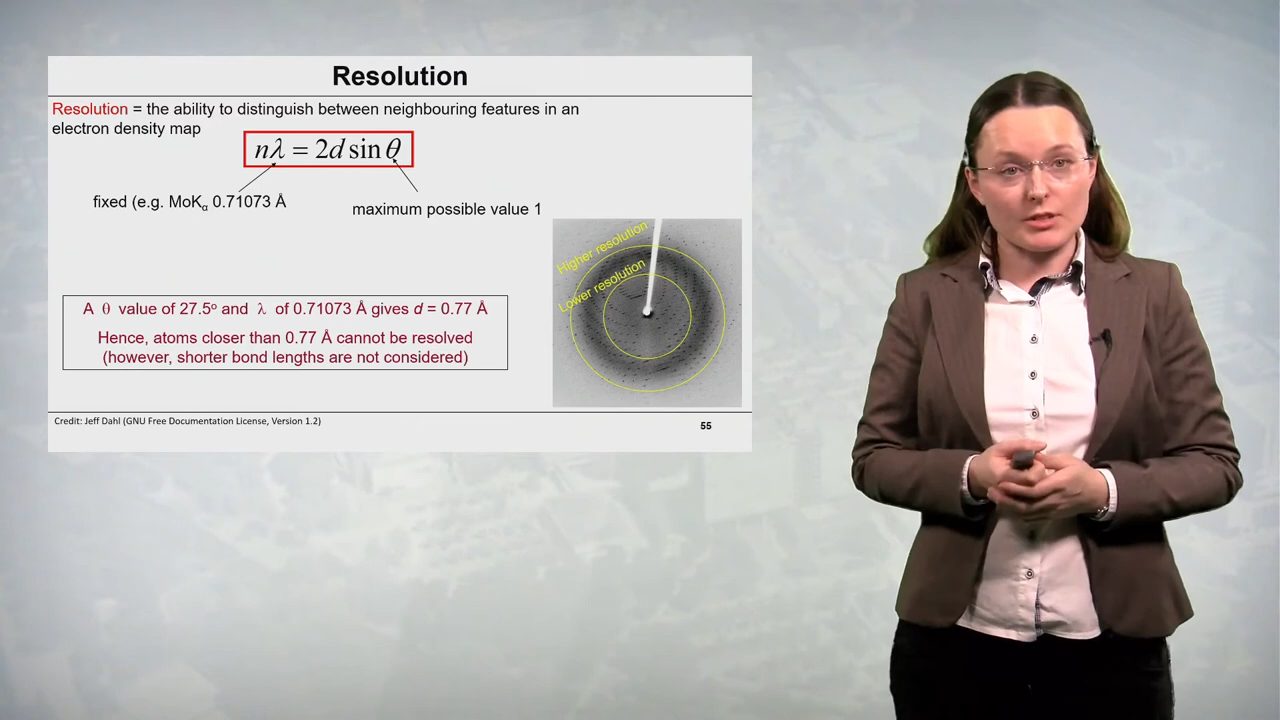 Resolution
Resolution = the ability to distinguish between neighbouring features in an
electron density map
nλ = 2d sin θ
fixed (e.g. MoKα 0.71073 Å
maximum possible value 1
Higher resolution
Lower resolution
A θ value of 27.5º and λ of 0.71073 Å gives d = 0.77 Å
Hence, atoms closer than 0.77 Å cannot be resolved
(however, shorter bond lengths are not considered)
Credit: Jeff Dahl (GNU Free Documentation License, Version 1.2)
55